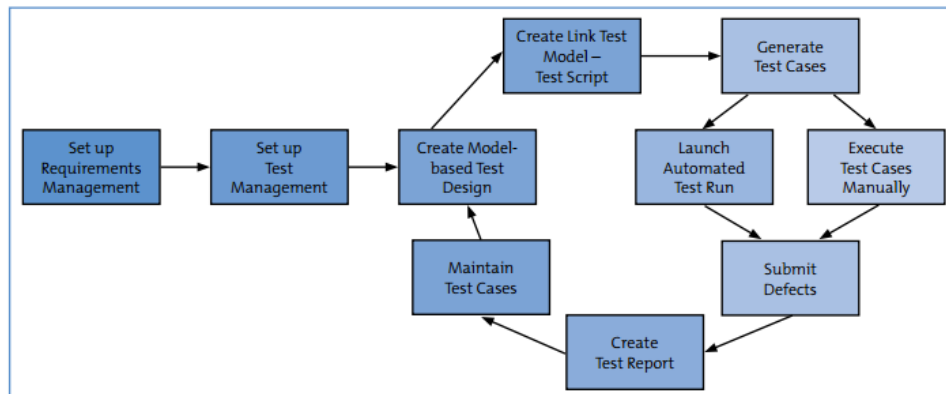 Set up
Requirements
Management
Set up
Test
Management
Create Model-
based Test
Design
Create Link Test
Model –
Test Script
Generate
Test Cases
Launch
Automated
Test Run
Execute
Test Cases
Manually
Submit
Defects
Create
Test Report
Maintain
Test Cases